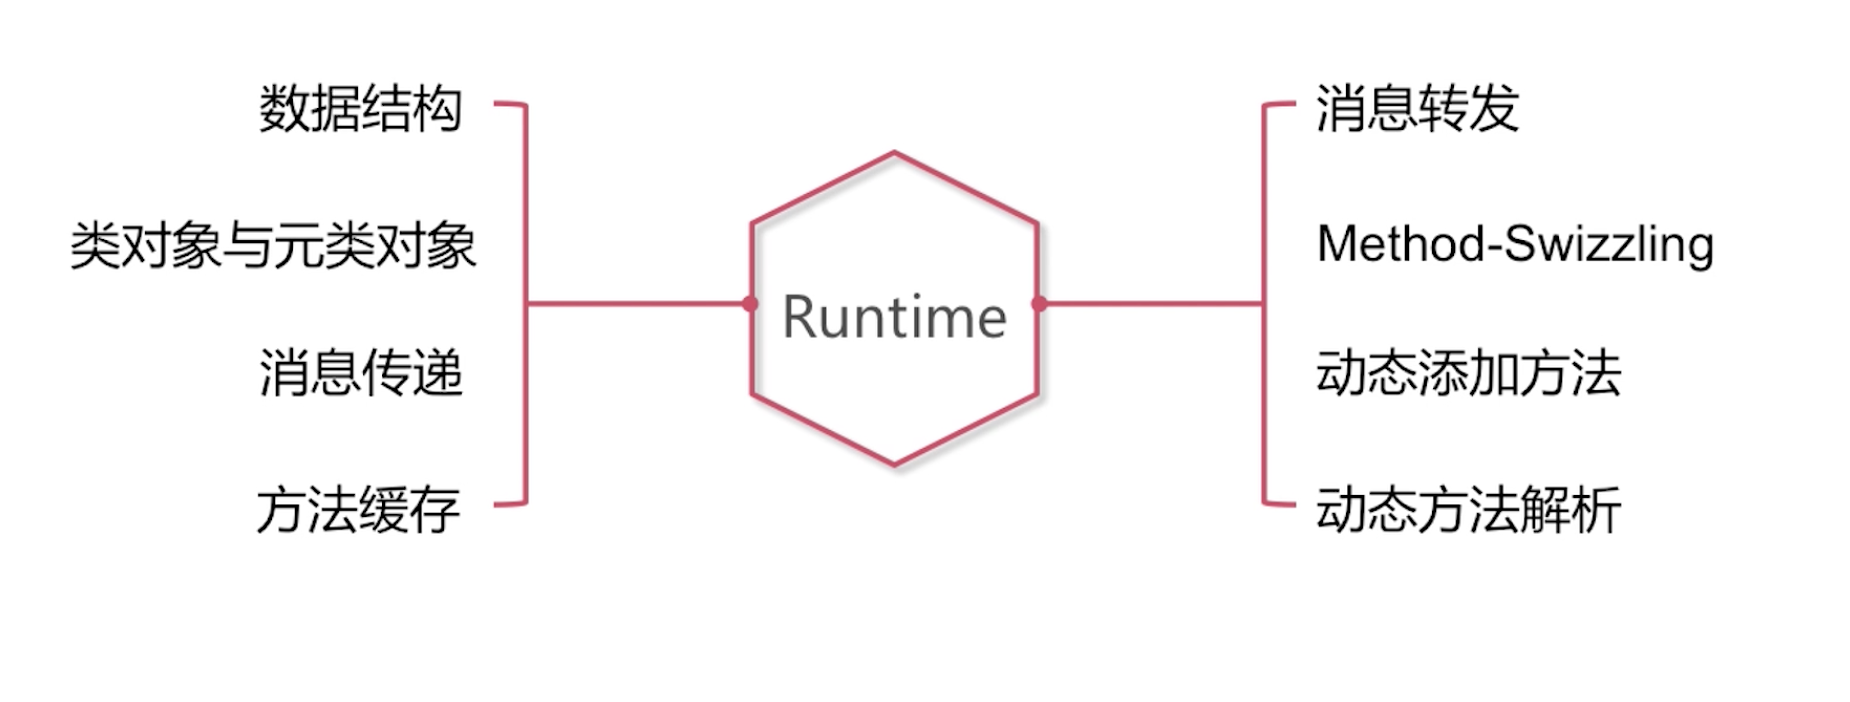 数据结构
类对象与元类对象
消息传递
方法缓存
Runtime
消息转发
Method-Swizzling
动态添加方法
动态方法解析